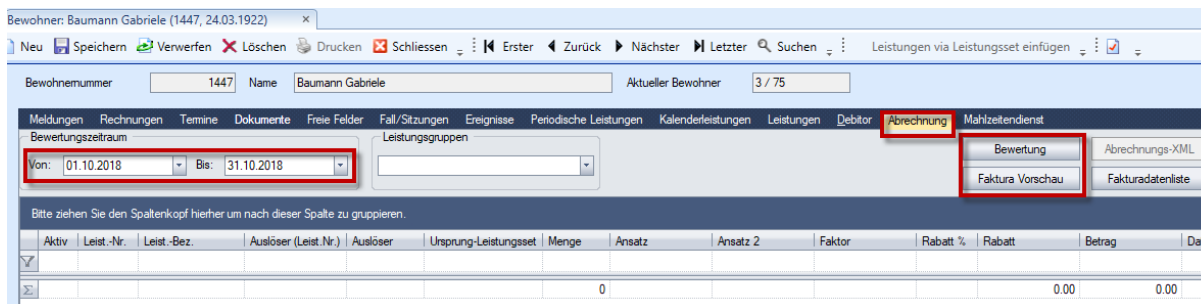 Bewohner: Baumann Gabriele (1447, 24.03.1922) ×
Neu Speichern Verwerfen Löschen Drucken Schliessen Erster Zurück Nächster Letzter Suchen Leistungen via Leistungsset einfügen
Bewohnernummer 1447 Name Baumann Gabriele Aktueller Bewohner 3 / 75
Meldungen Rechnungen Termine Dokumente Freie Felder Fall/Sitzungen Ereignisse Periodische Leistungen Kalenderleistungen Leistungen Debitor Abrechnung Mahlzeitendienst
Bewertungszeitraum Leistungsgruppen
Bewertung Abrechnungs-XML
Von: 01.10.2018 Bis: 31.10.2018
Faktura Vorschau Fakturadatenliste
Bitte ziehen Sie den Spaltenkopf hierher um nach dieser Spalte zu gruppieren.
Aktiv Leist.-Nr. Leist.-Bez. Auslöser (Leist.Nr.) Auslöser Ursprung-Leistungsset Menge Ansatz Ansatz 2 Faktor Rabatt % Rabatt Betrag Da
Σ 0 0.00 0.00